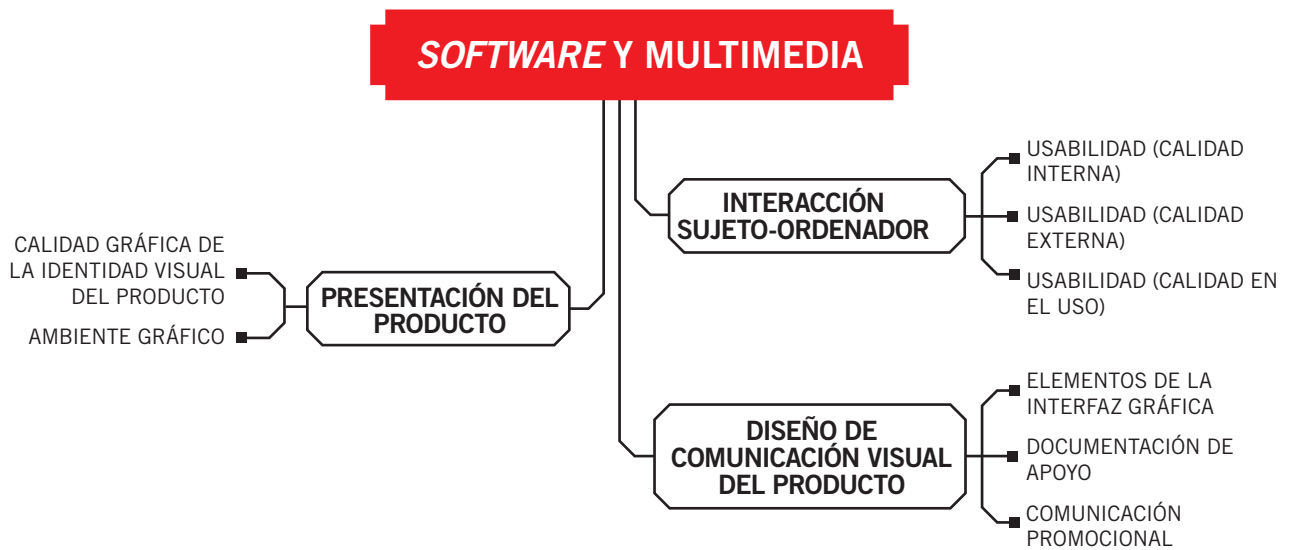 SOFTWARE Y MULTIMEDIA
INTERACCIÓN
SUJETO-ORDENADOR
USABILIDAD (CALIDAD
INTERNA)
USABILIDAD (CALIDAD
EXTERNA)
USABILIDAD (CALIDAD EN
EL USO)
PRESENTACIÓN DEL
PRODUCTO
CALIDAD GRÁFICA DE
LA IDENTIDAD VISUAL
DEL PRODUCTO
AMBIENTE GRÁFICO
DISEÑO DE
COMUNICACIÓN VISUAL
DEL PRODUCTO
ELEMENTOS DE LA
INTERFAZ GRÁFICA
DOCUMENTACIÓN DE
APOYO
COMUNICACIÓN
PROMOCIONAL